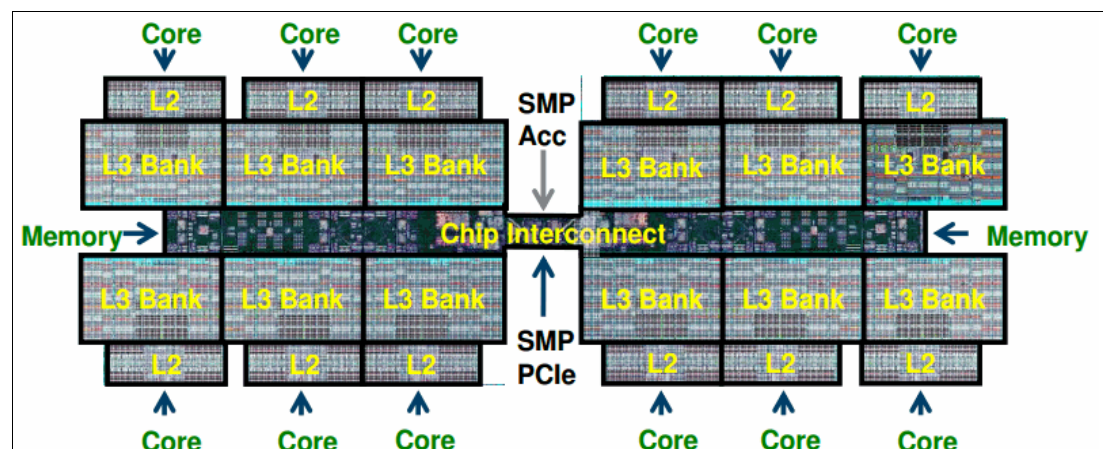 Core Core Core Core Core Core
L2 L2 L2 SMP L2 L2 L2
Acc
L3 Bank L3 Bank L3 Bank L3 Bank L3 Bank L3 Bank
Memory Chip Interconnect Memory
L3 Bank L3 Bank L3 Bank L3 Bank L3 Bank L3 Bank
SMP
L2 L2 L2 PCIe L2 L2 L2
Core Core Core Core Core Core